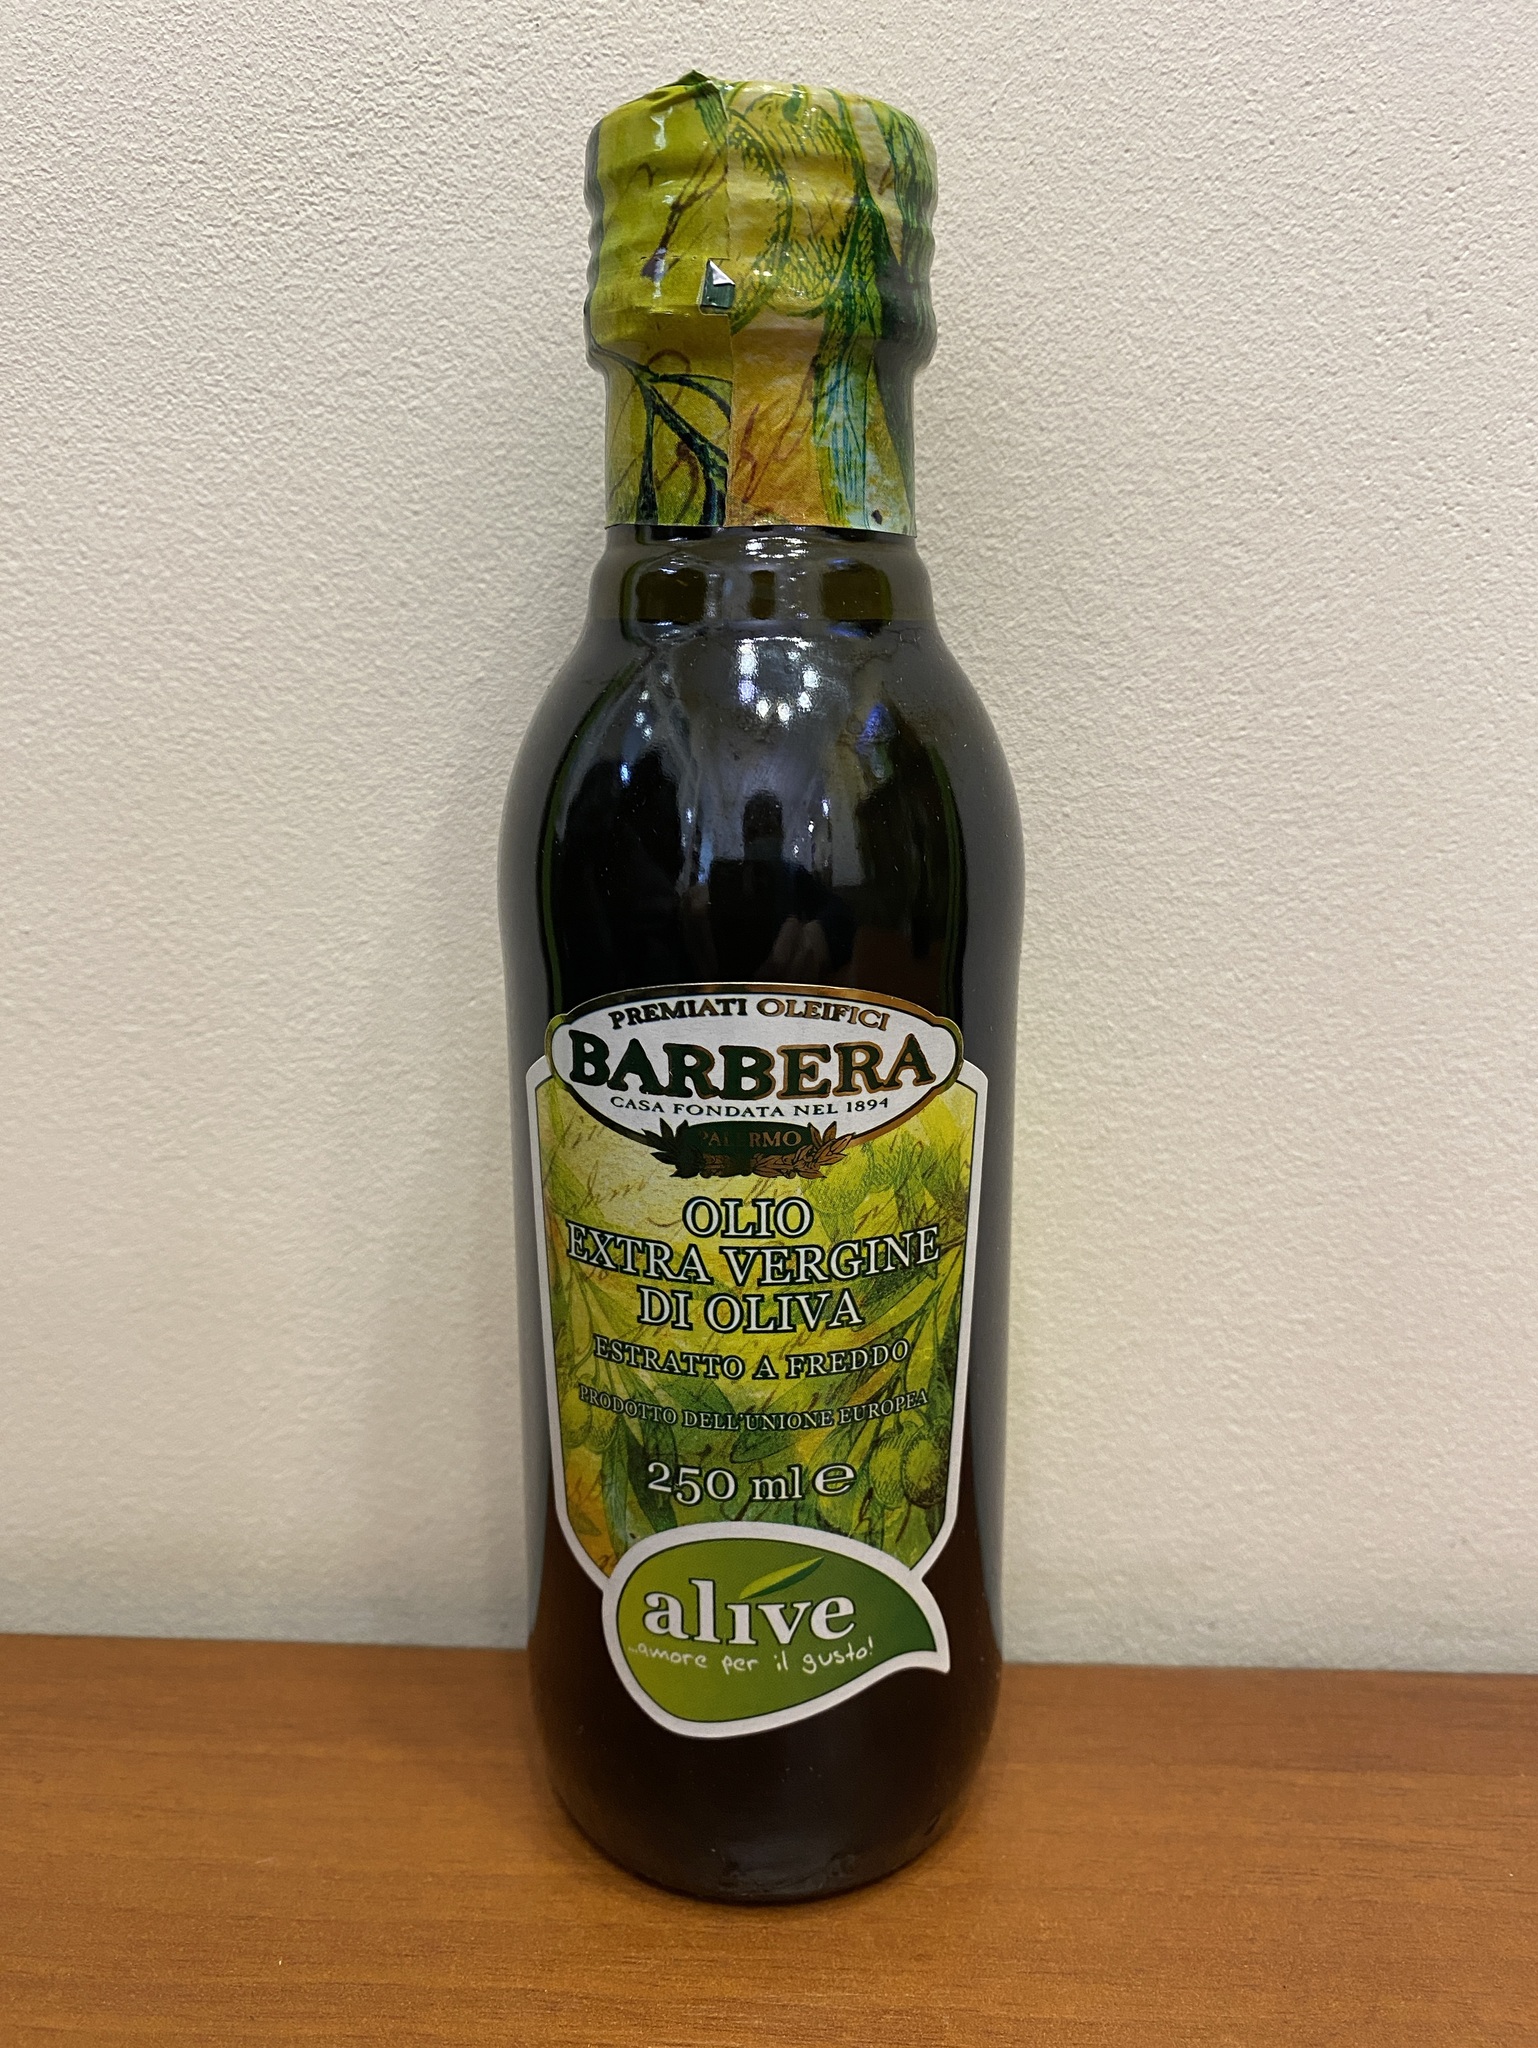 PREMIATI OLEIFICI
BARBERA
CASA FONDATA NEL 1894
PALERMO
OLIO
EXTRA VERGINE
DI OLIVA
ESTRATTO A FREDDO
PRODOTTO DELL'UNIONE EUROPEA
250 ml e
alive
...amore per il gusto!